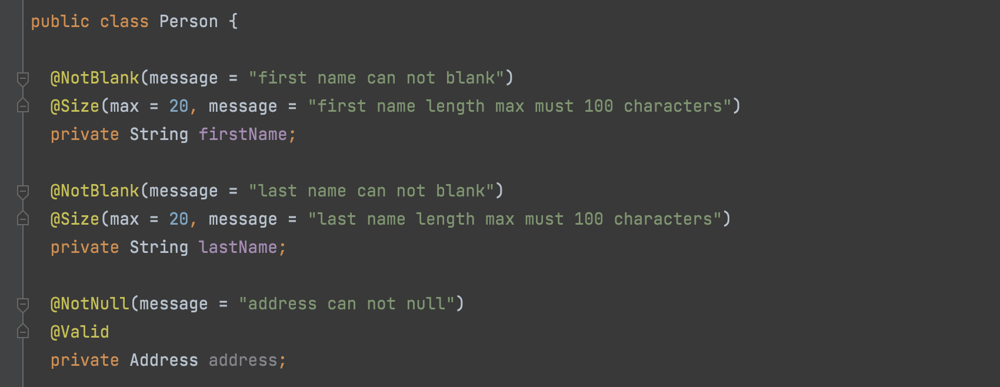 public class Person {
@NotBlank(message = "first name can not blank")
@Size(max = 20, message = "first name length max must 100 characters")
private String firstName;
@NotBlank(message = "last name can not blank")
@Size(max = 20, message = "last name length max must 100 characters")
private String lastName;
@NotNull(message = "address can not null")
@Valid
private Address address;